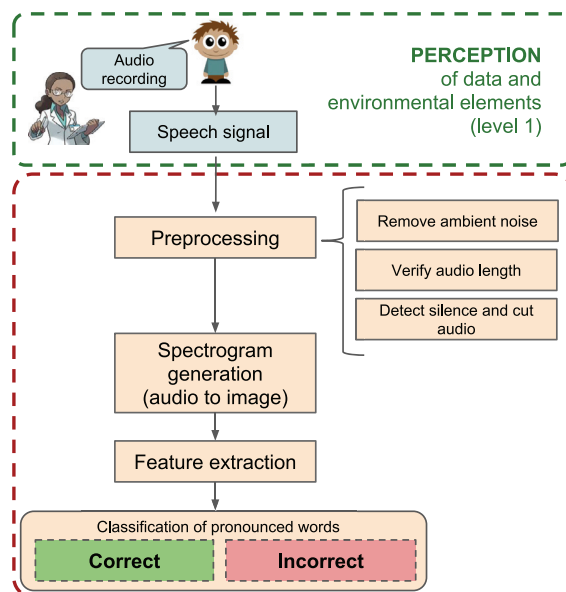 Audio
recording
PERCEPTION
of data and
environmental elements
(level 1)
Speech signal
Preprocessing
Remove ambient noise
Verify audio length
Detect silence and cut
audio
Spectrogram
generation
(audio to image)
Feature extraction
Classification of pronounced words
Correct
Incorrect